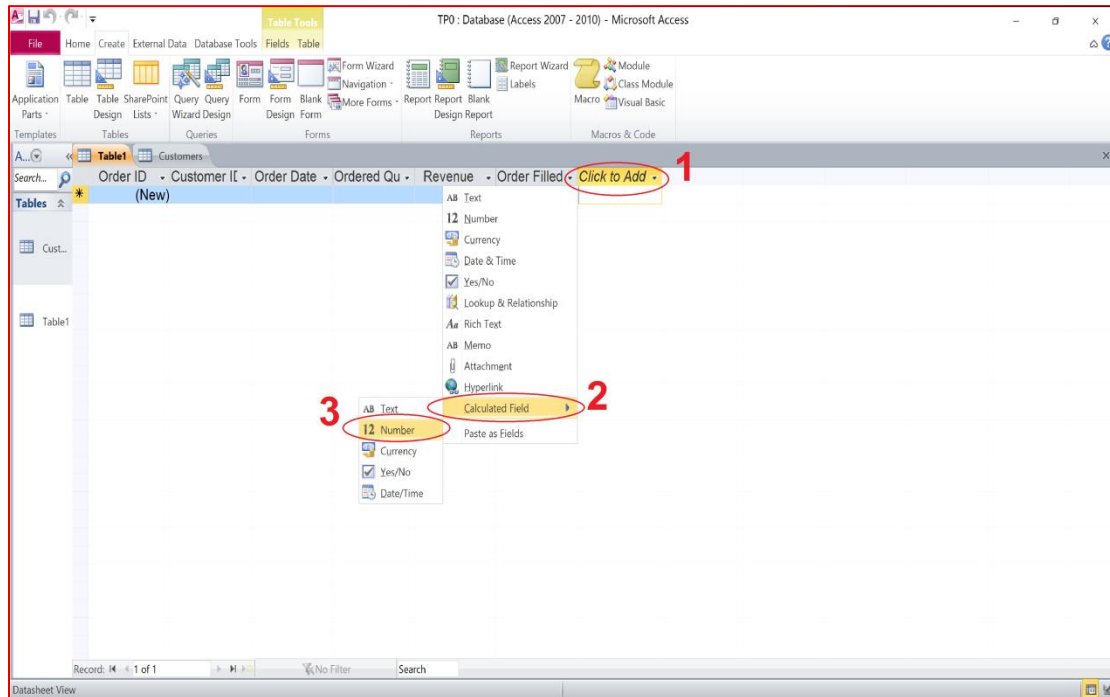 TP0 : Database (Access 2007 - 2010) - Microsoft Access
Table Tools
File Home Create External Data Database Tools Fields Table
Application Parts
Table
Table Design
SharePoint Lists
Query Wizard
Query Design
Form
Form Design
Blank Form
Form Wizard
Navigation
More Forms
Report
Report Design
Blank Report
Report Wizard
Labels
Macro
Module
Class Module
Visual Basic
Templates Tables Queries Forms Reports Macros & Code
A... « Table1 Customers
Search...
Order ID Customer I Order Date Ordered Qu Revenue Order Filled Click to Add 1
Tables
* (New)
Cust...
Table1
AB Text
12 Number
Currency
Date & Time
Yes/No
Lookup & Relationship
Aa Rich Text
AB Memo
Attachment
Hyperlink
Calculated Field 2
Paste as Fields
3
AB Text
12 Number
Currency
Yes/No
Date/Time
Record: 1 of 1 No Filter Search
Datasheet View